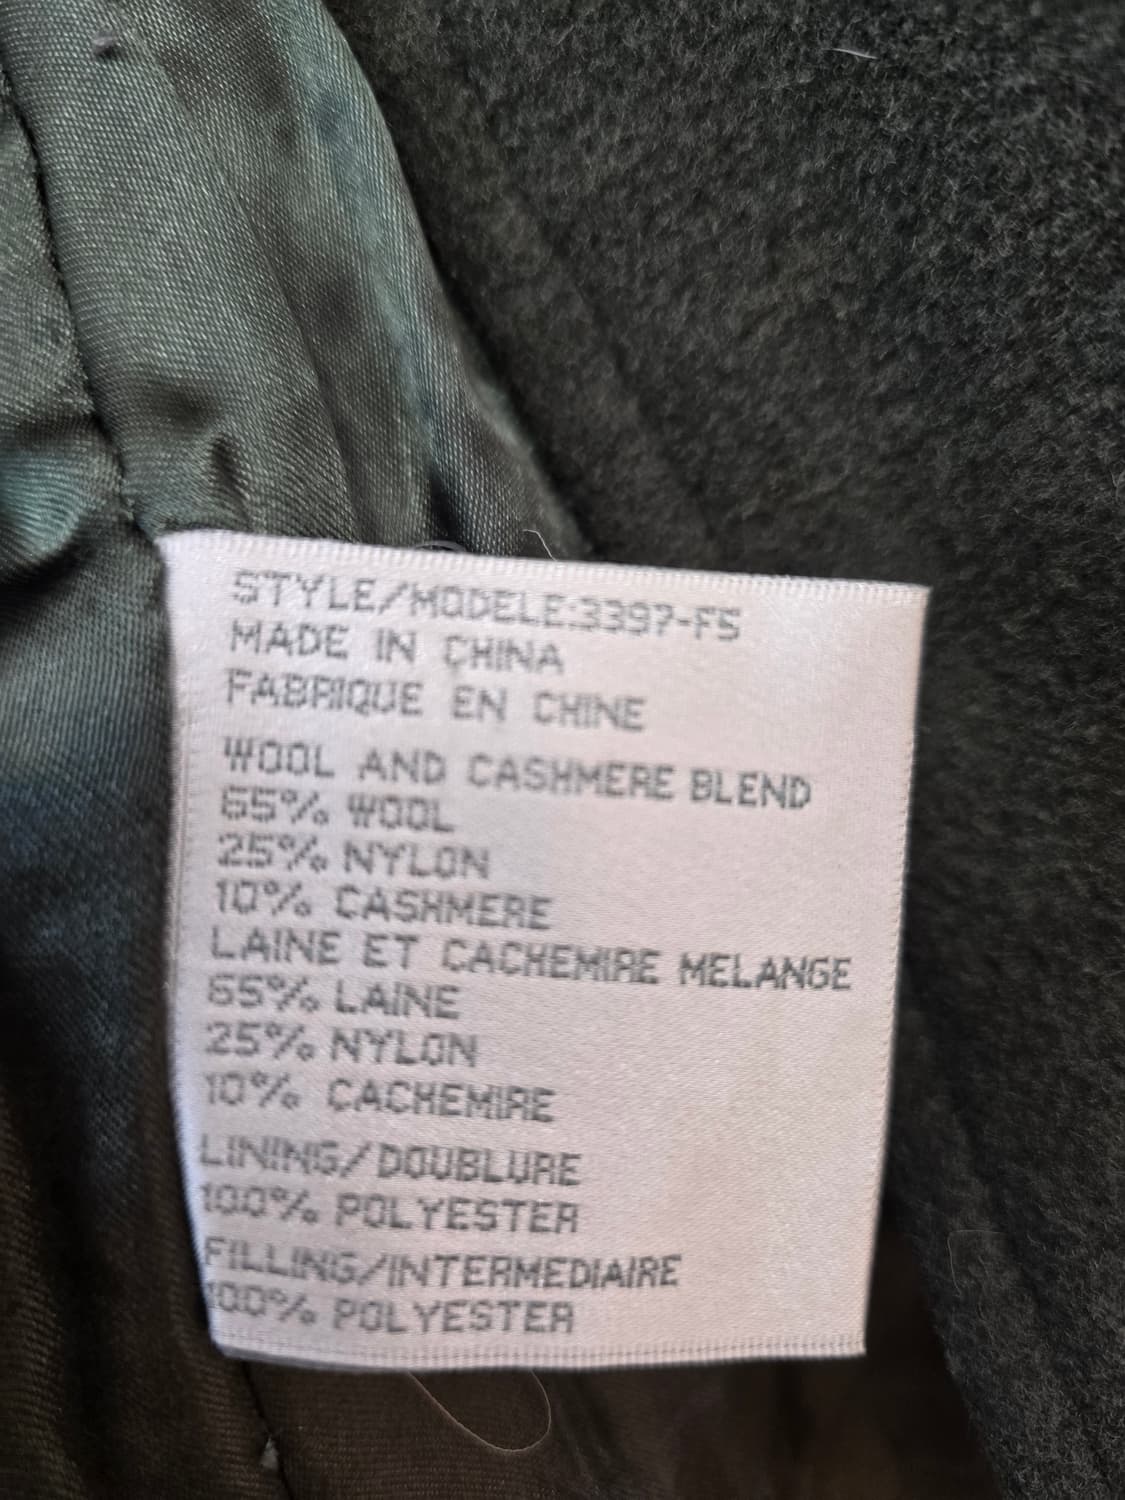 STYLE/MODELE:3397-F5
MADE IN CHINA
FABRIQUE EN CHINE
WOOL AND CASHMERE BLEND
65% WOOL
25% NYLON
10% CASHMERE
LAINE ET CACHEMIRE MELANGE
65% LAINE
25% NYLON
10% CACHEMIRE
LINING/DOUBLURE
100% POLYESTER
FILLING/INTERMEDIAIRE
100% POLYESTER